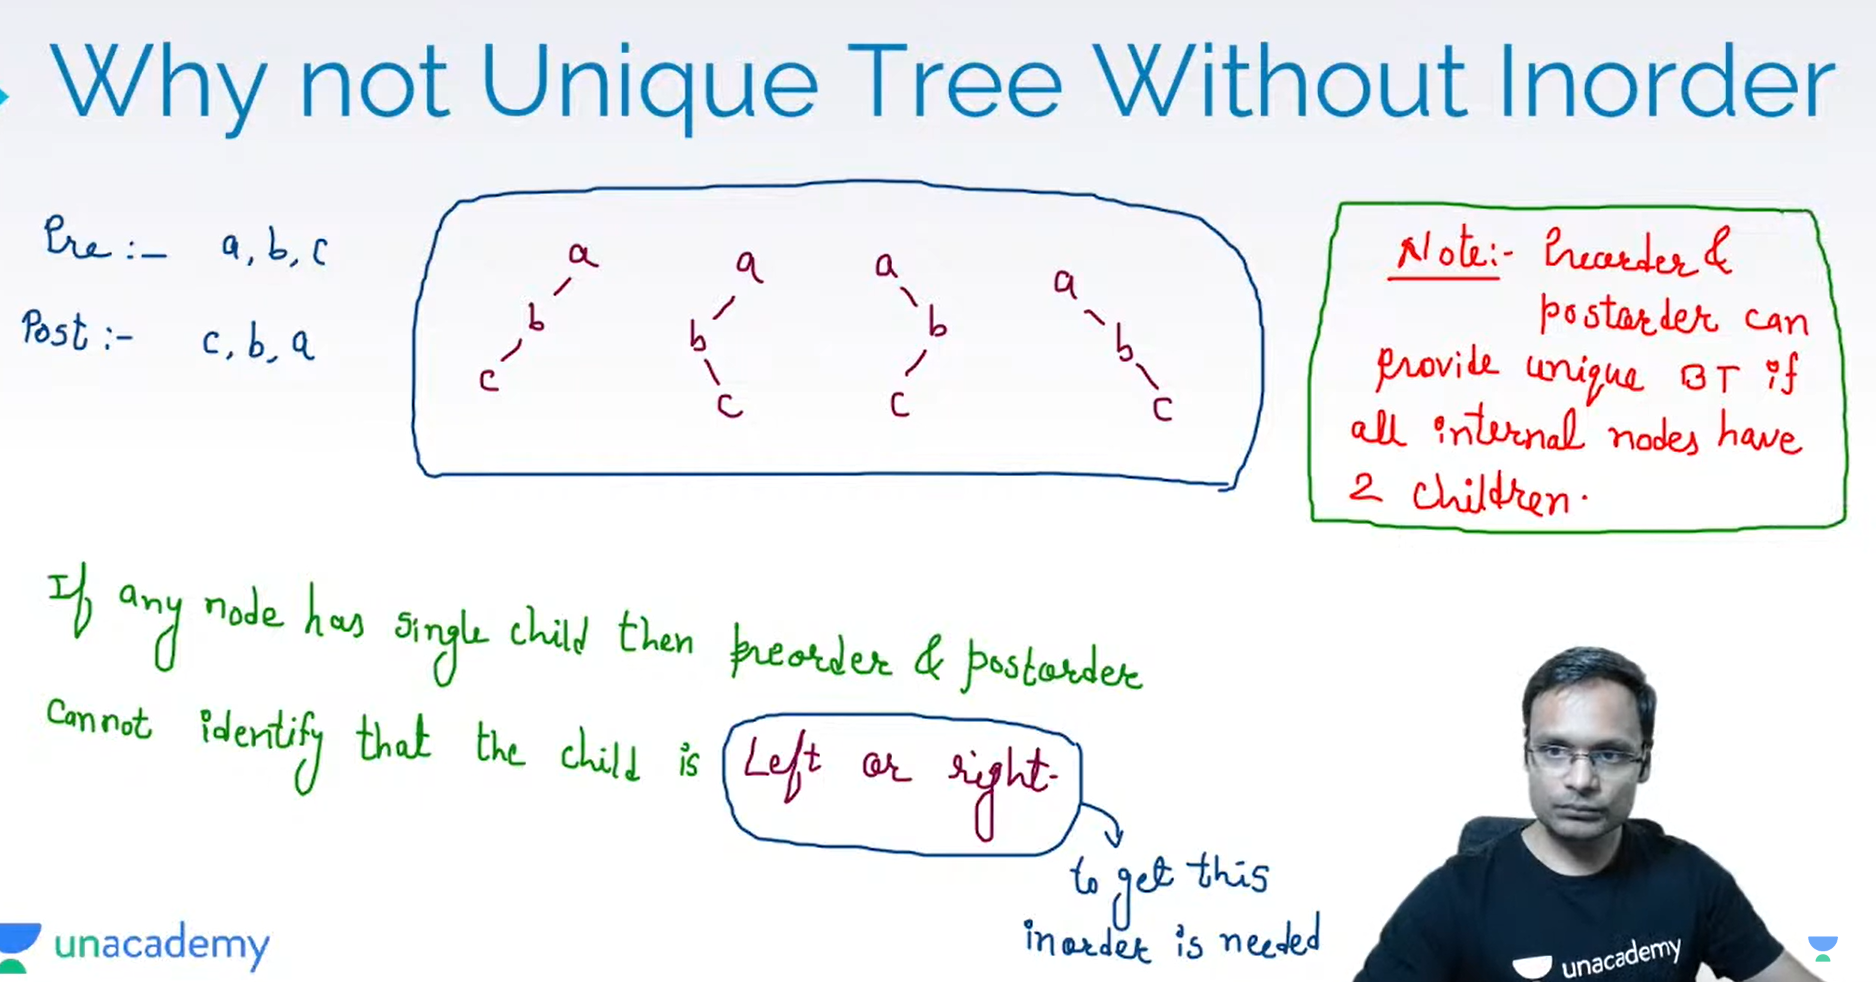 Why not Unique Tree Without Inorder
Pre :- a, b, c
Post :- c, b, a
a
b
c
a
b
c
a
b
c
a
b
c
Note:- Preorder &
postorder can
provide unique BT if
all internal nodes have
2 children.
If any node has single child then preorder & postorder
cannot identify that the child is Left or right.
to get this
inorder is needed
unacademy
unacademy